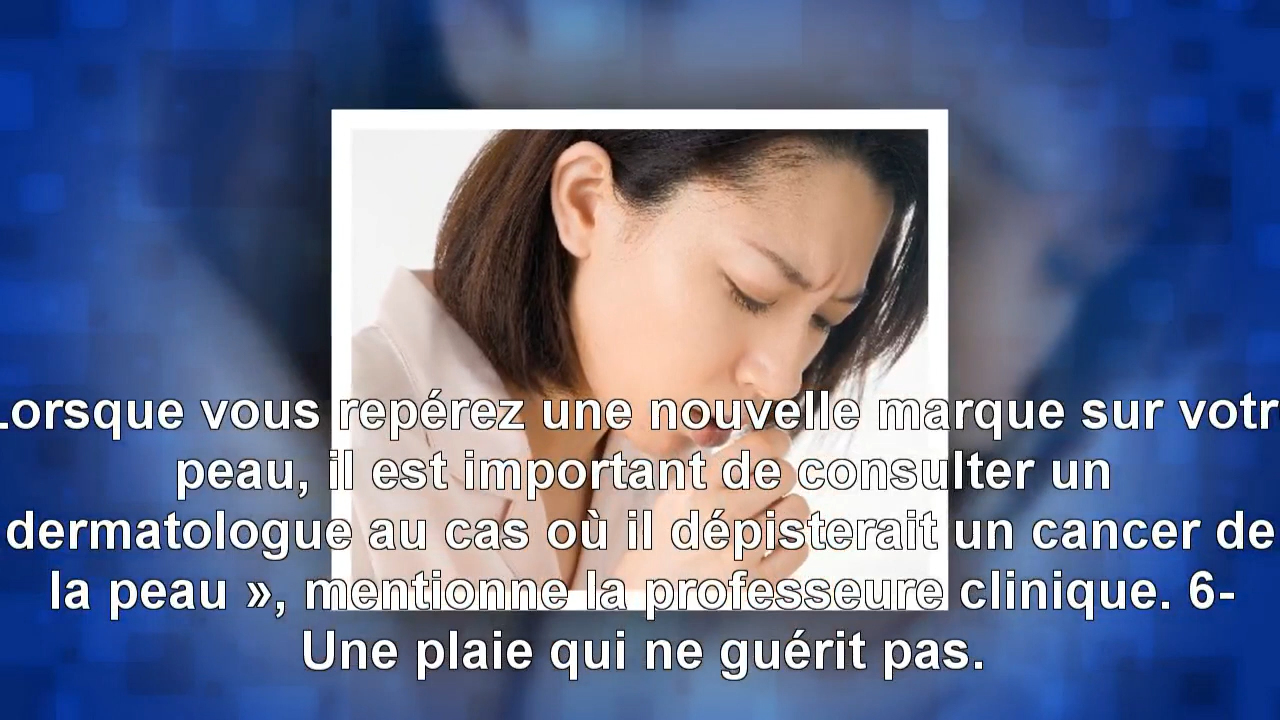 Lorsque vous repérez une nouvelle marque sur votr
peau, il est important de consulter un
dermatologue au cas où il dépisterait un cancer de
la peau », mentionne la professeure clinique. 6-
Une plaie qui ne guérit pas.